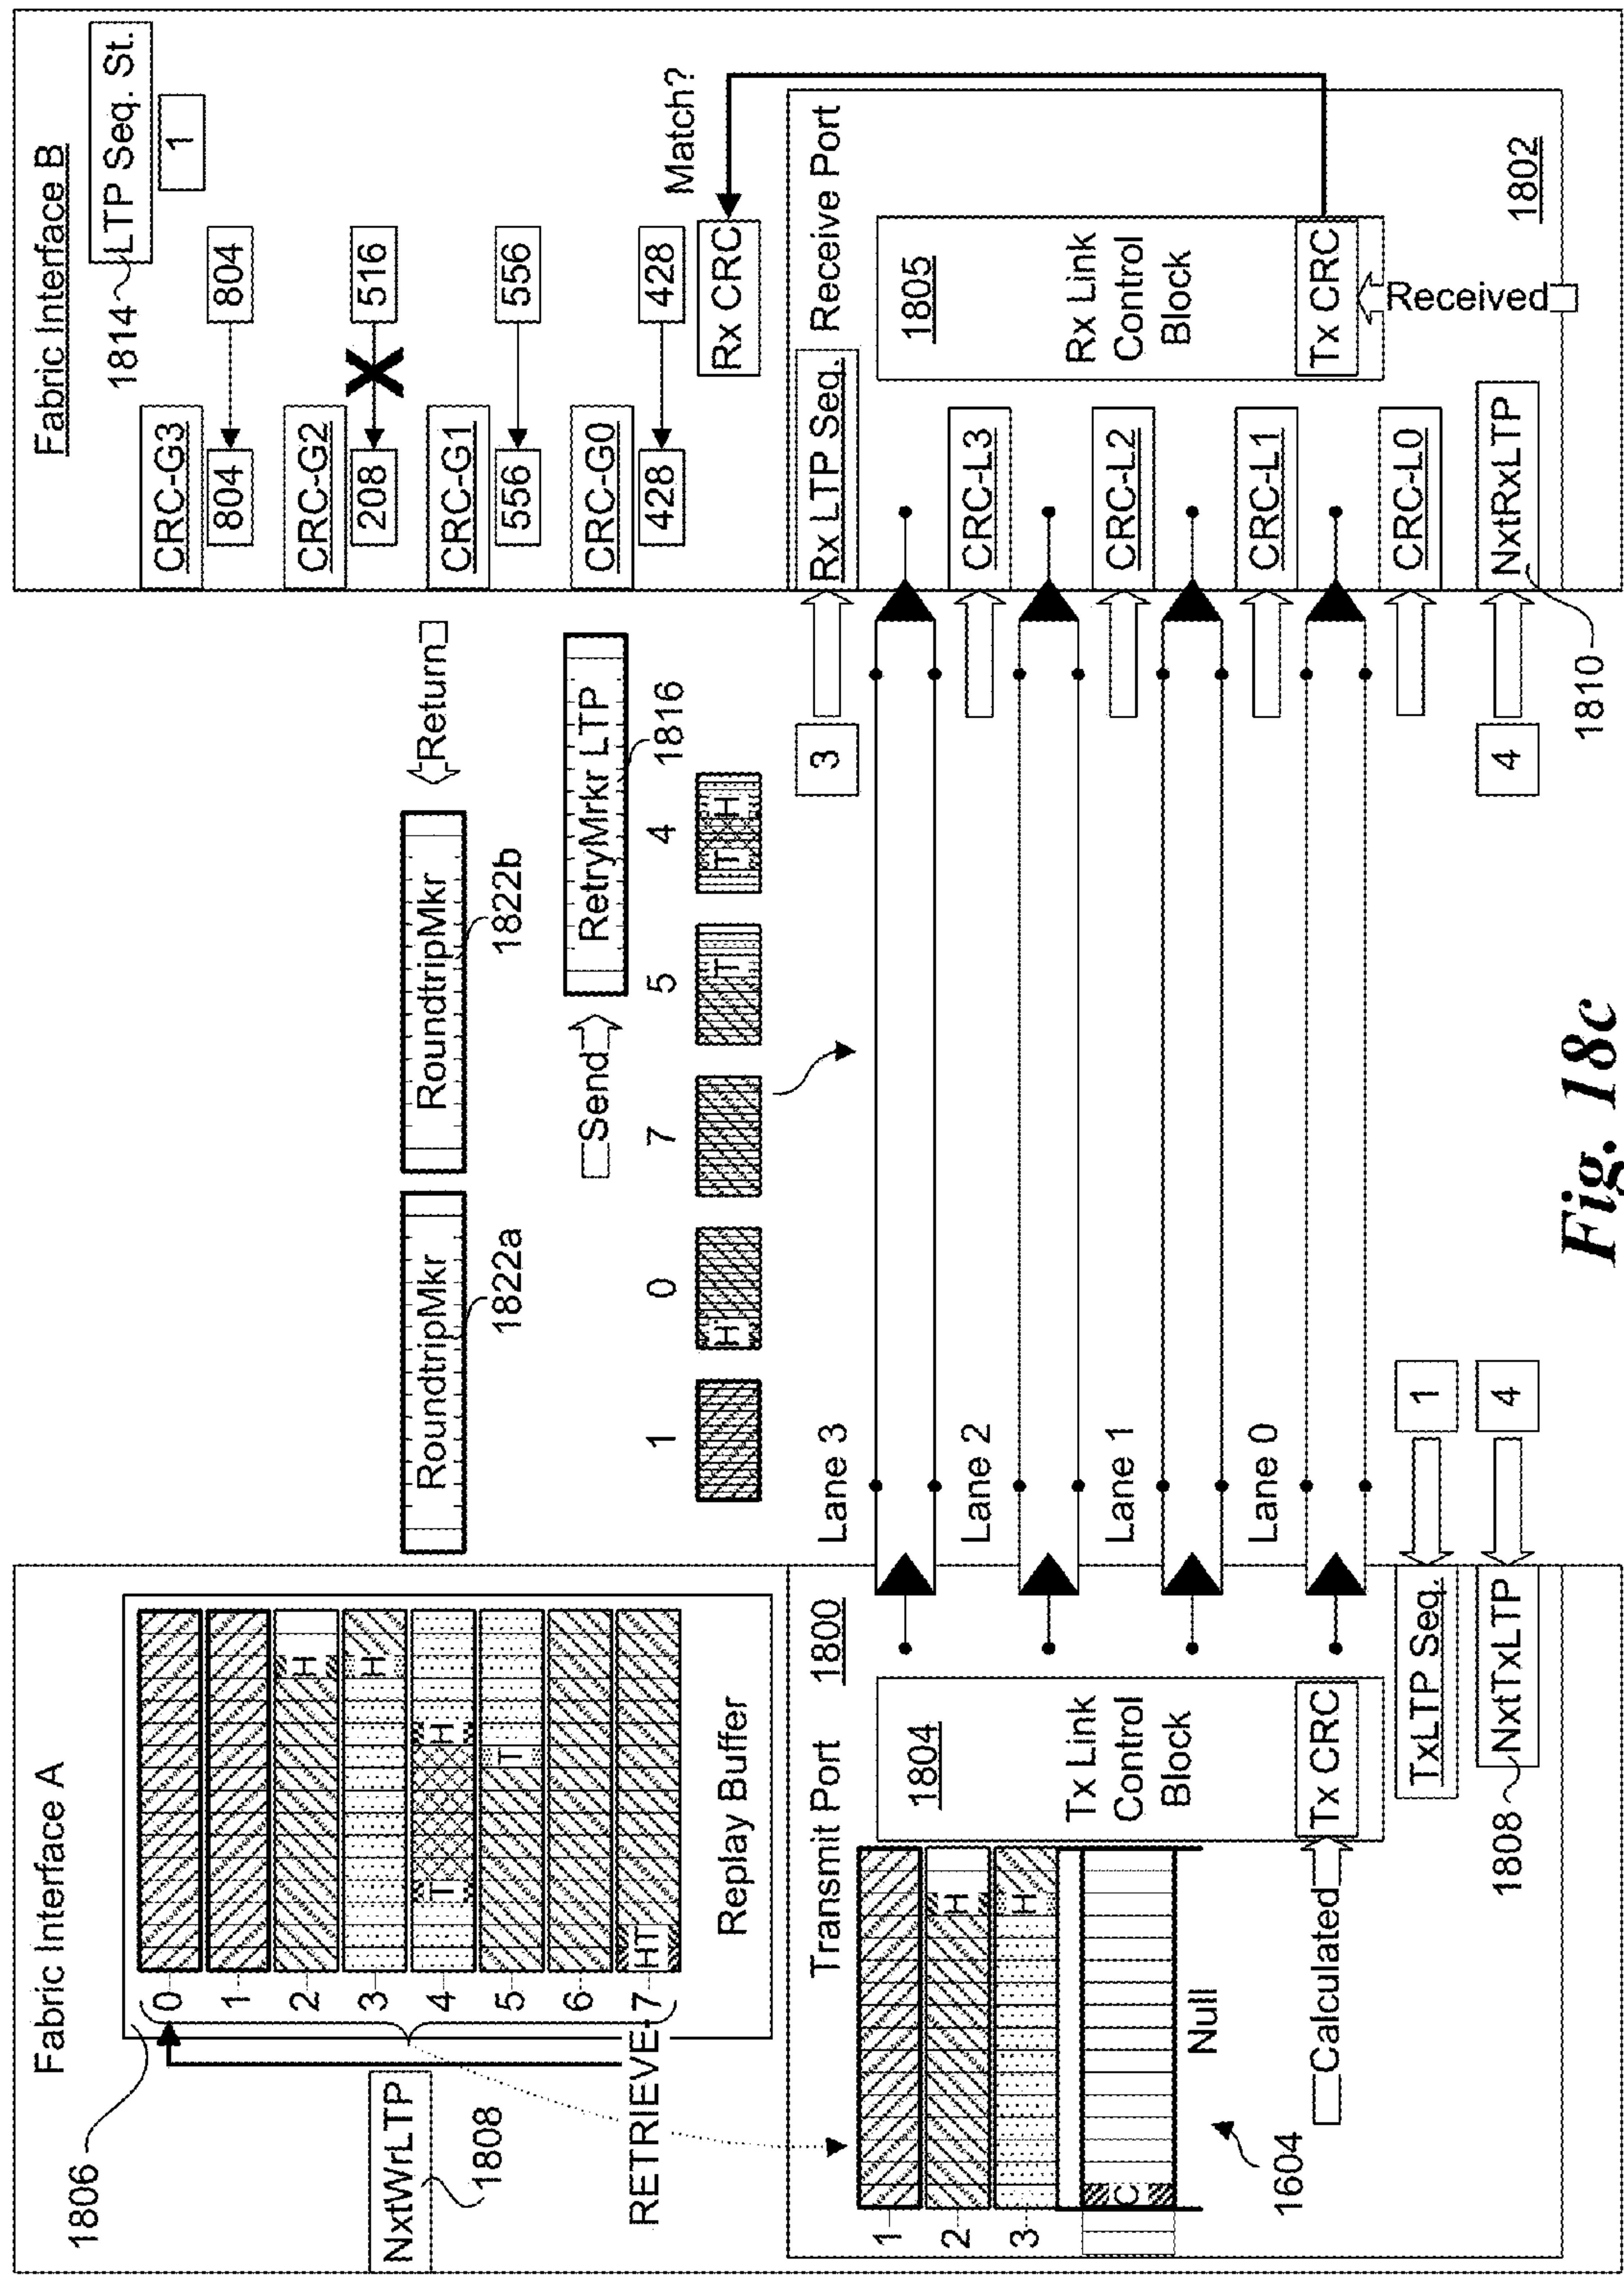 Fabric Interface A
1806
NxtWrLTP
1808
RETRIEVE
0
1
2
3
4
5
6
7
H
H
T
H
T
HT
Replay Buffer
RoundtripMkr
1822a
RoundtripMkr
1822b
Return
Send
RetryMrkr LTP
1816
1
0
7
5
4
H
T
T
H
Fabric Interface B
1814
LTP Seq. St.
1
CRC-G3
804
804
CRC-G2
208
516
CRC-G1
556
556
CRC-G0
428
428
Rx CRC
Match?
Transmit Port
1800
1
2
3
H
H
C
Null
1604
Calculated
1804
Tx Link
Control
Block
Tx CRC
TxLTP Seq.
1
1808
NxtTxLTP
4
Lane 3
Lane 2
Lane 1
Lane 0
3
Rx LTP Seq.
Receive Port
CRC-L3
CRC-L2
CRC-L1
CRC-L0
4
NxtRxLTP
1810
1805
Rx Link
Control
Block
Tx CRC
Received
1802
Fig. 18c